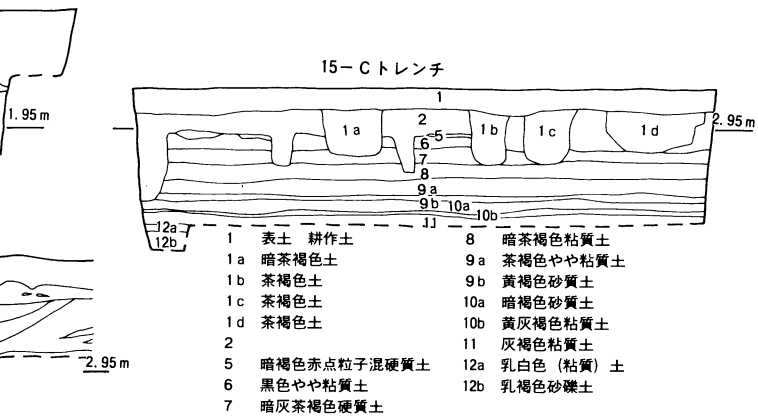 15-Cトレンチ
1
1.95m
2
1a
1b
1c
1d
2.95m
5
6
7
8
9a
9b
10a
10b
11
12a
12b
2.95m
1 表土 耕作土
1a 暗茶褐色土
1b 茶褐色土
1c 茶褐色土
1d 茶褐色土
2
5 暗褐色赤点粒子混硬質土
6 黒色やや粘質土
7 暗灰茶褐色硬質土
8 暗茶褐色粘質土
9a 茶褐色やや粘質土
9b 黄褐色砂質土
10a 暗褐色砂質土
10b 黄灰褐色粘質土
11 灰褐色粘質土
12a 乳白色(粘質)土
12b 乳褐色砂礫土